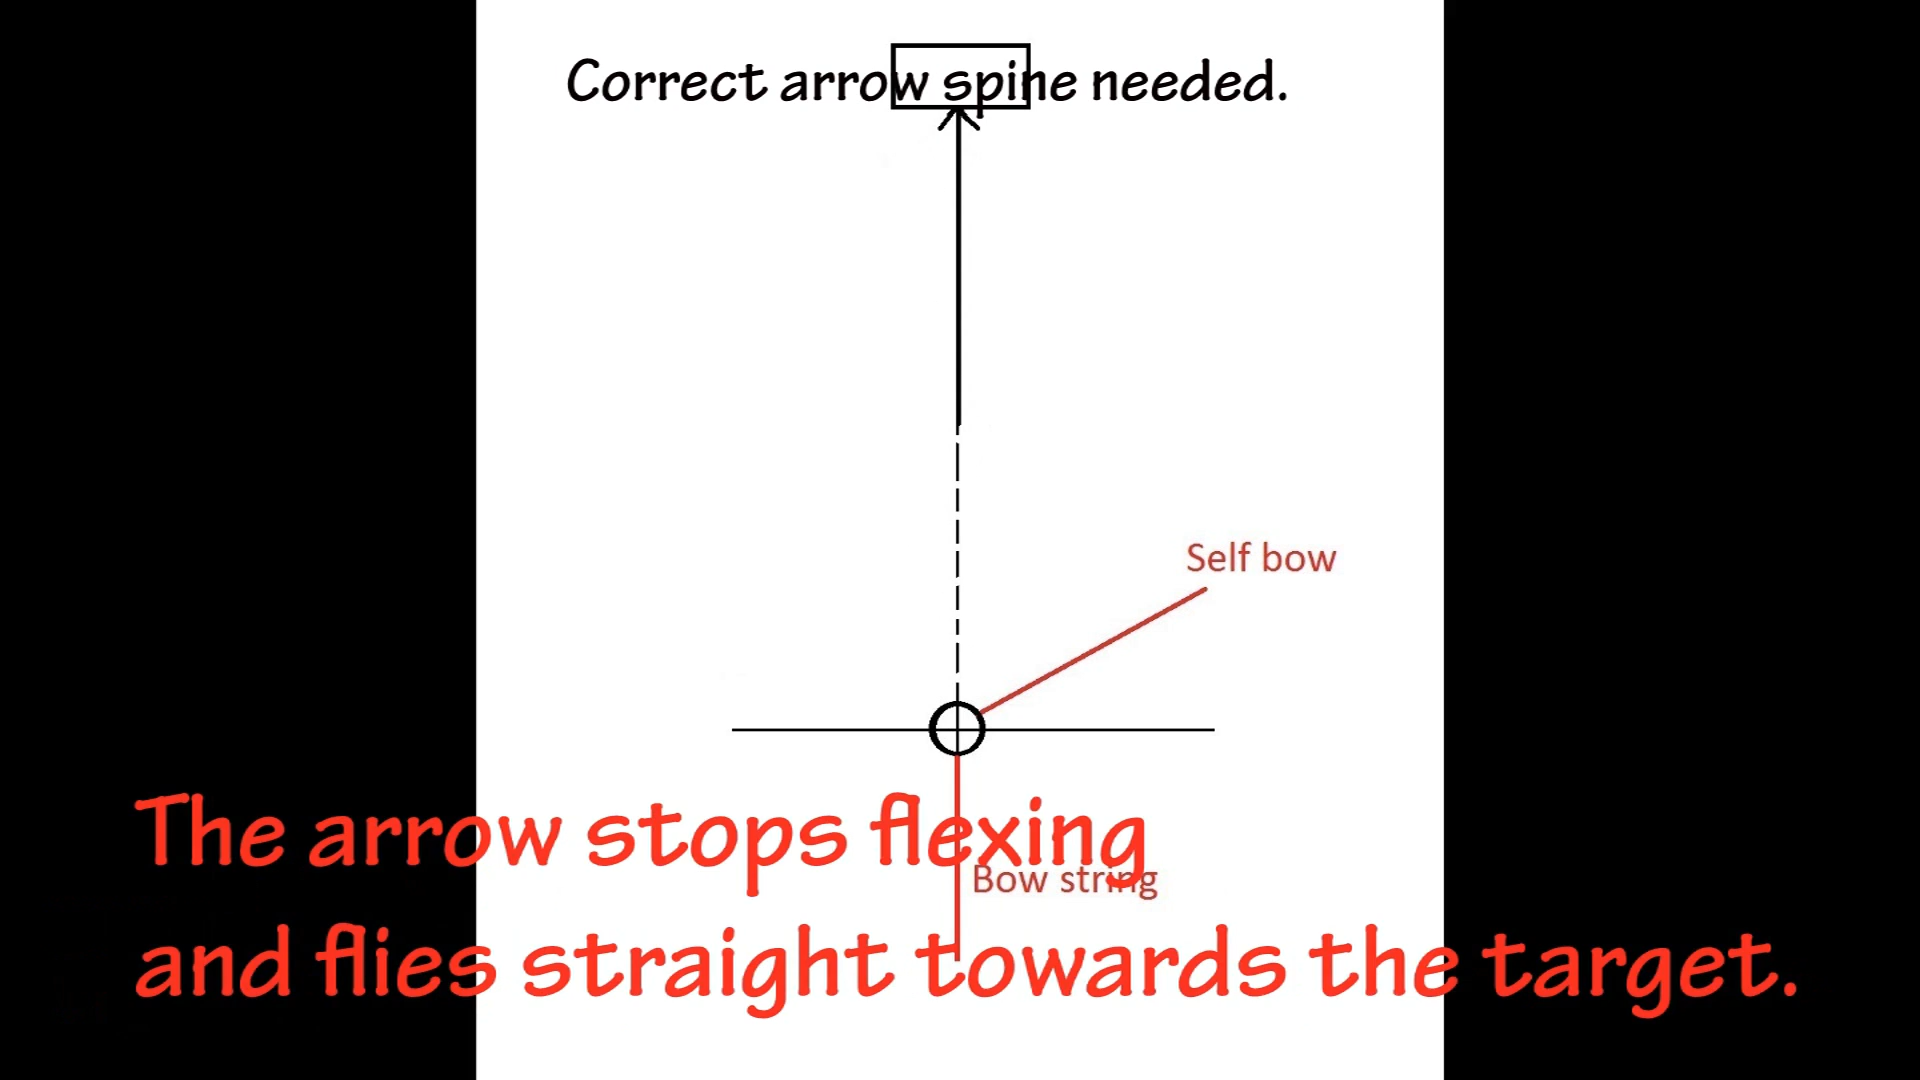 Correct arrow spine needed.
Self bow
The arrow stops flexing
Bow string
and flies straight towards the target.